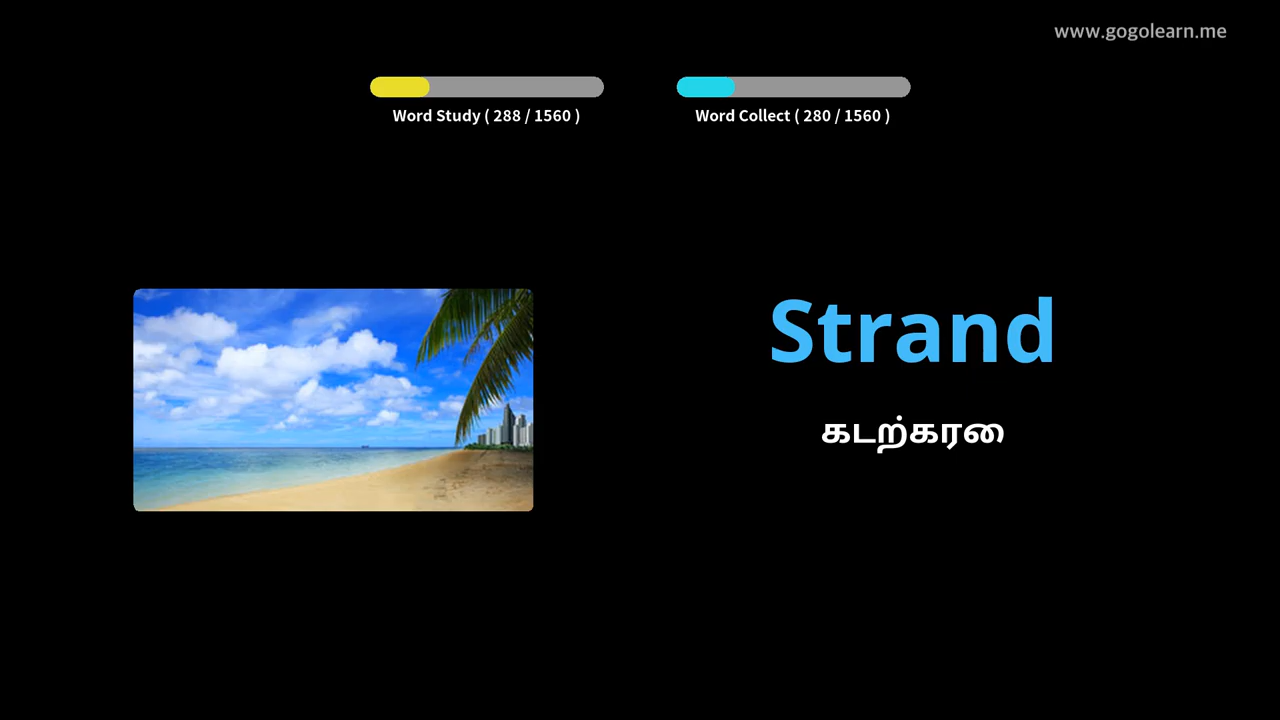 www.gogolearn.me
Word Study ( 288 / 1560 )
Word Collect ( 280 / 1560 )
Strand
கடற்கரை